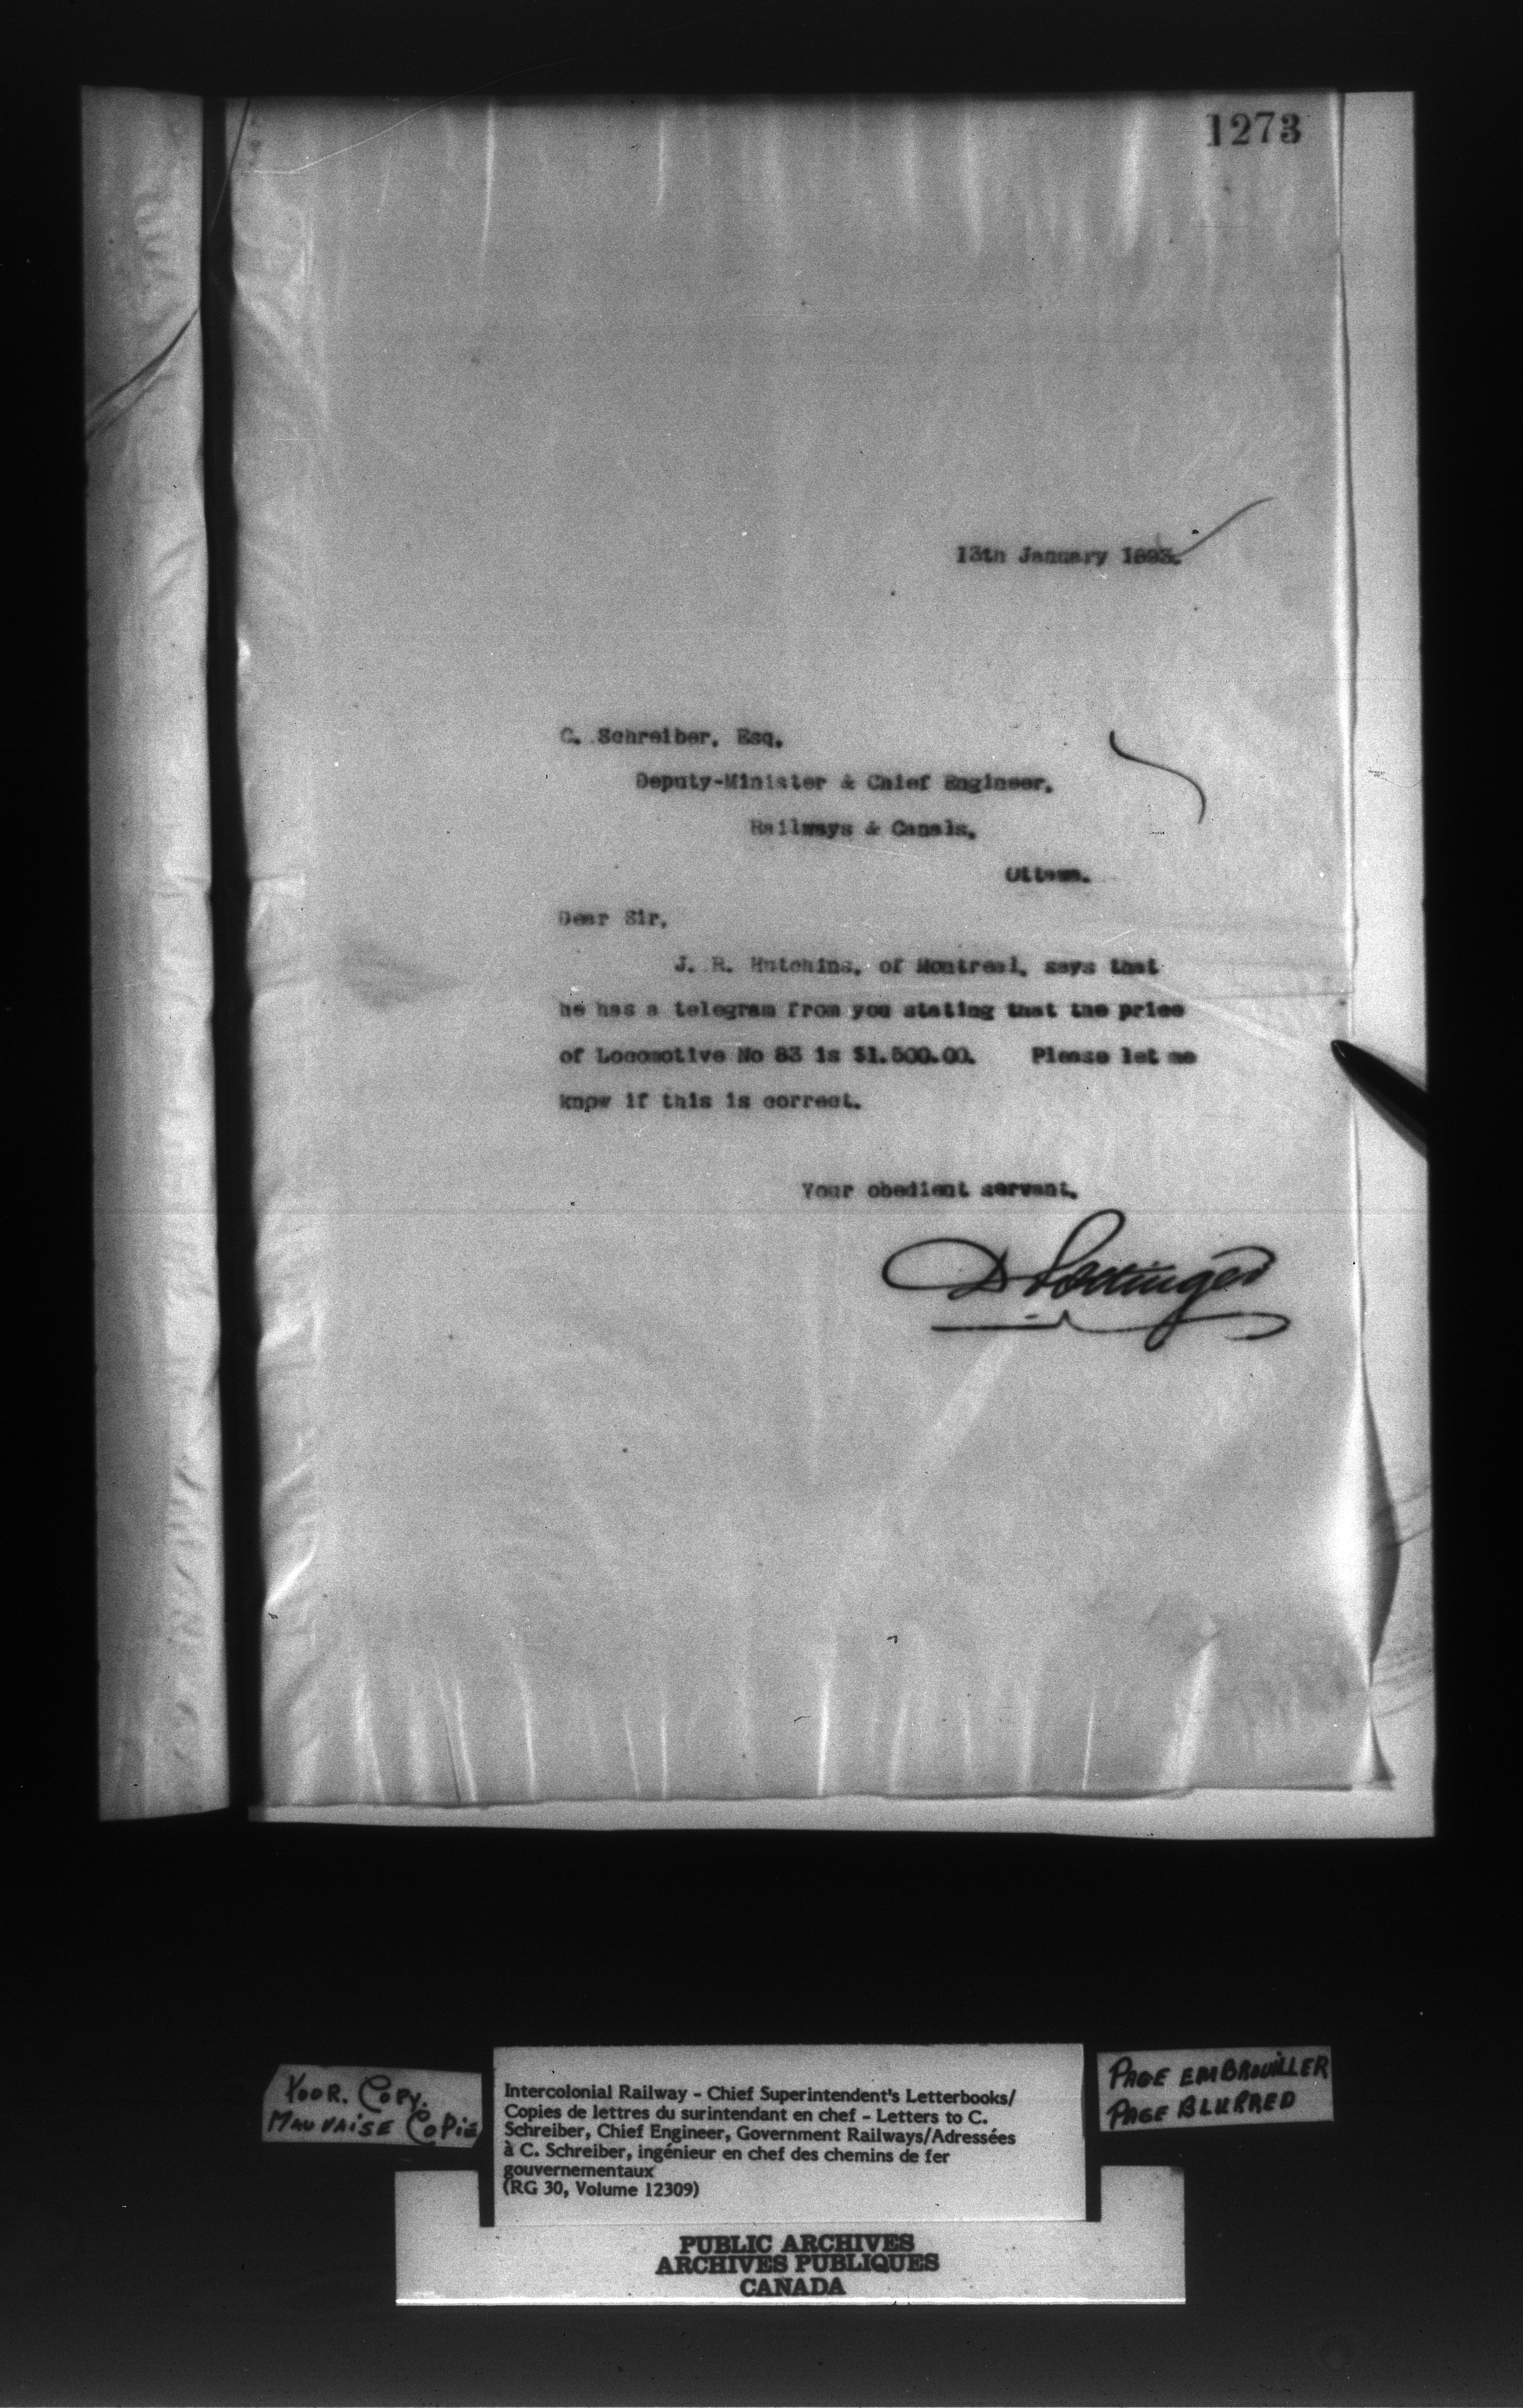 1273
13th January 1893.
C. Schreiber, Esq.
Deputy-Minister & Chief Engineer,
Railways & Canals,
Ottawa.
Dear Sir,
J. R. Hutchins, of Montreal, says that
he has a telegram from you stating that the price
of Locomotive No 83 is $1,500.00. Please let me
know if this is correct.
Your obedient servant,
D Pottinger
POOR. COPY.
MAUVAISE COPIE
Intercolonial Railway - Chief Superintendent's Letterbooks/
Copies de lettres du surintendant en chef - Letters to C.
Schreiber, Chief Engineer, Government Railways/Adressées
à C. Schreiber, ingénieur en chef des chemins de fer
gouvernementaux
(RG 30, Volume 12309)
PAGE EMBROUILLER
PAGE BLURRED
PUBLIC ARCHIVES
ARCHIVES PUBLIQUES
CANADA